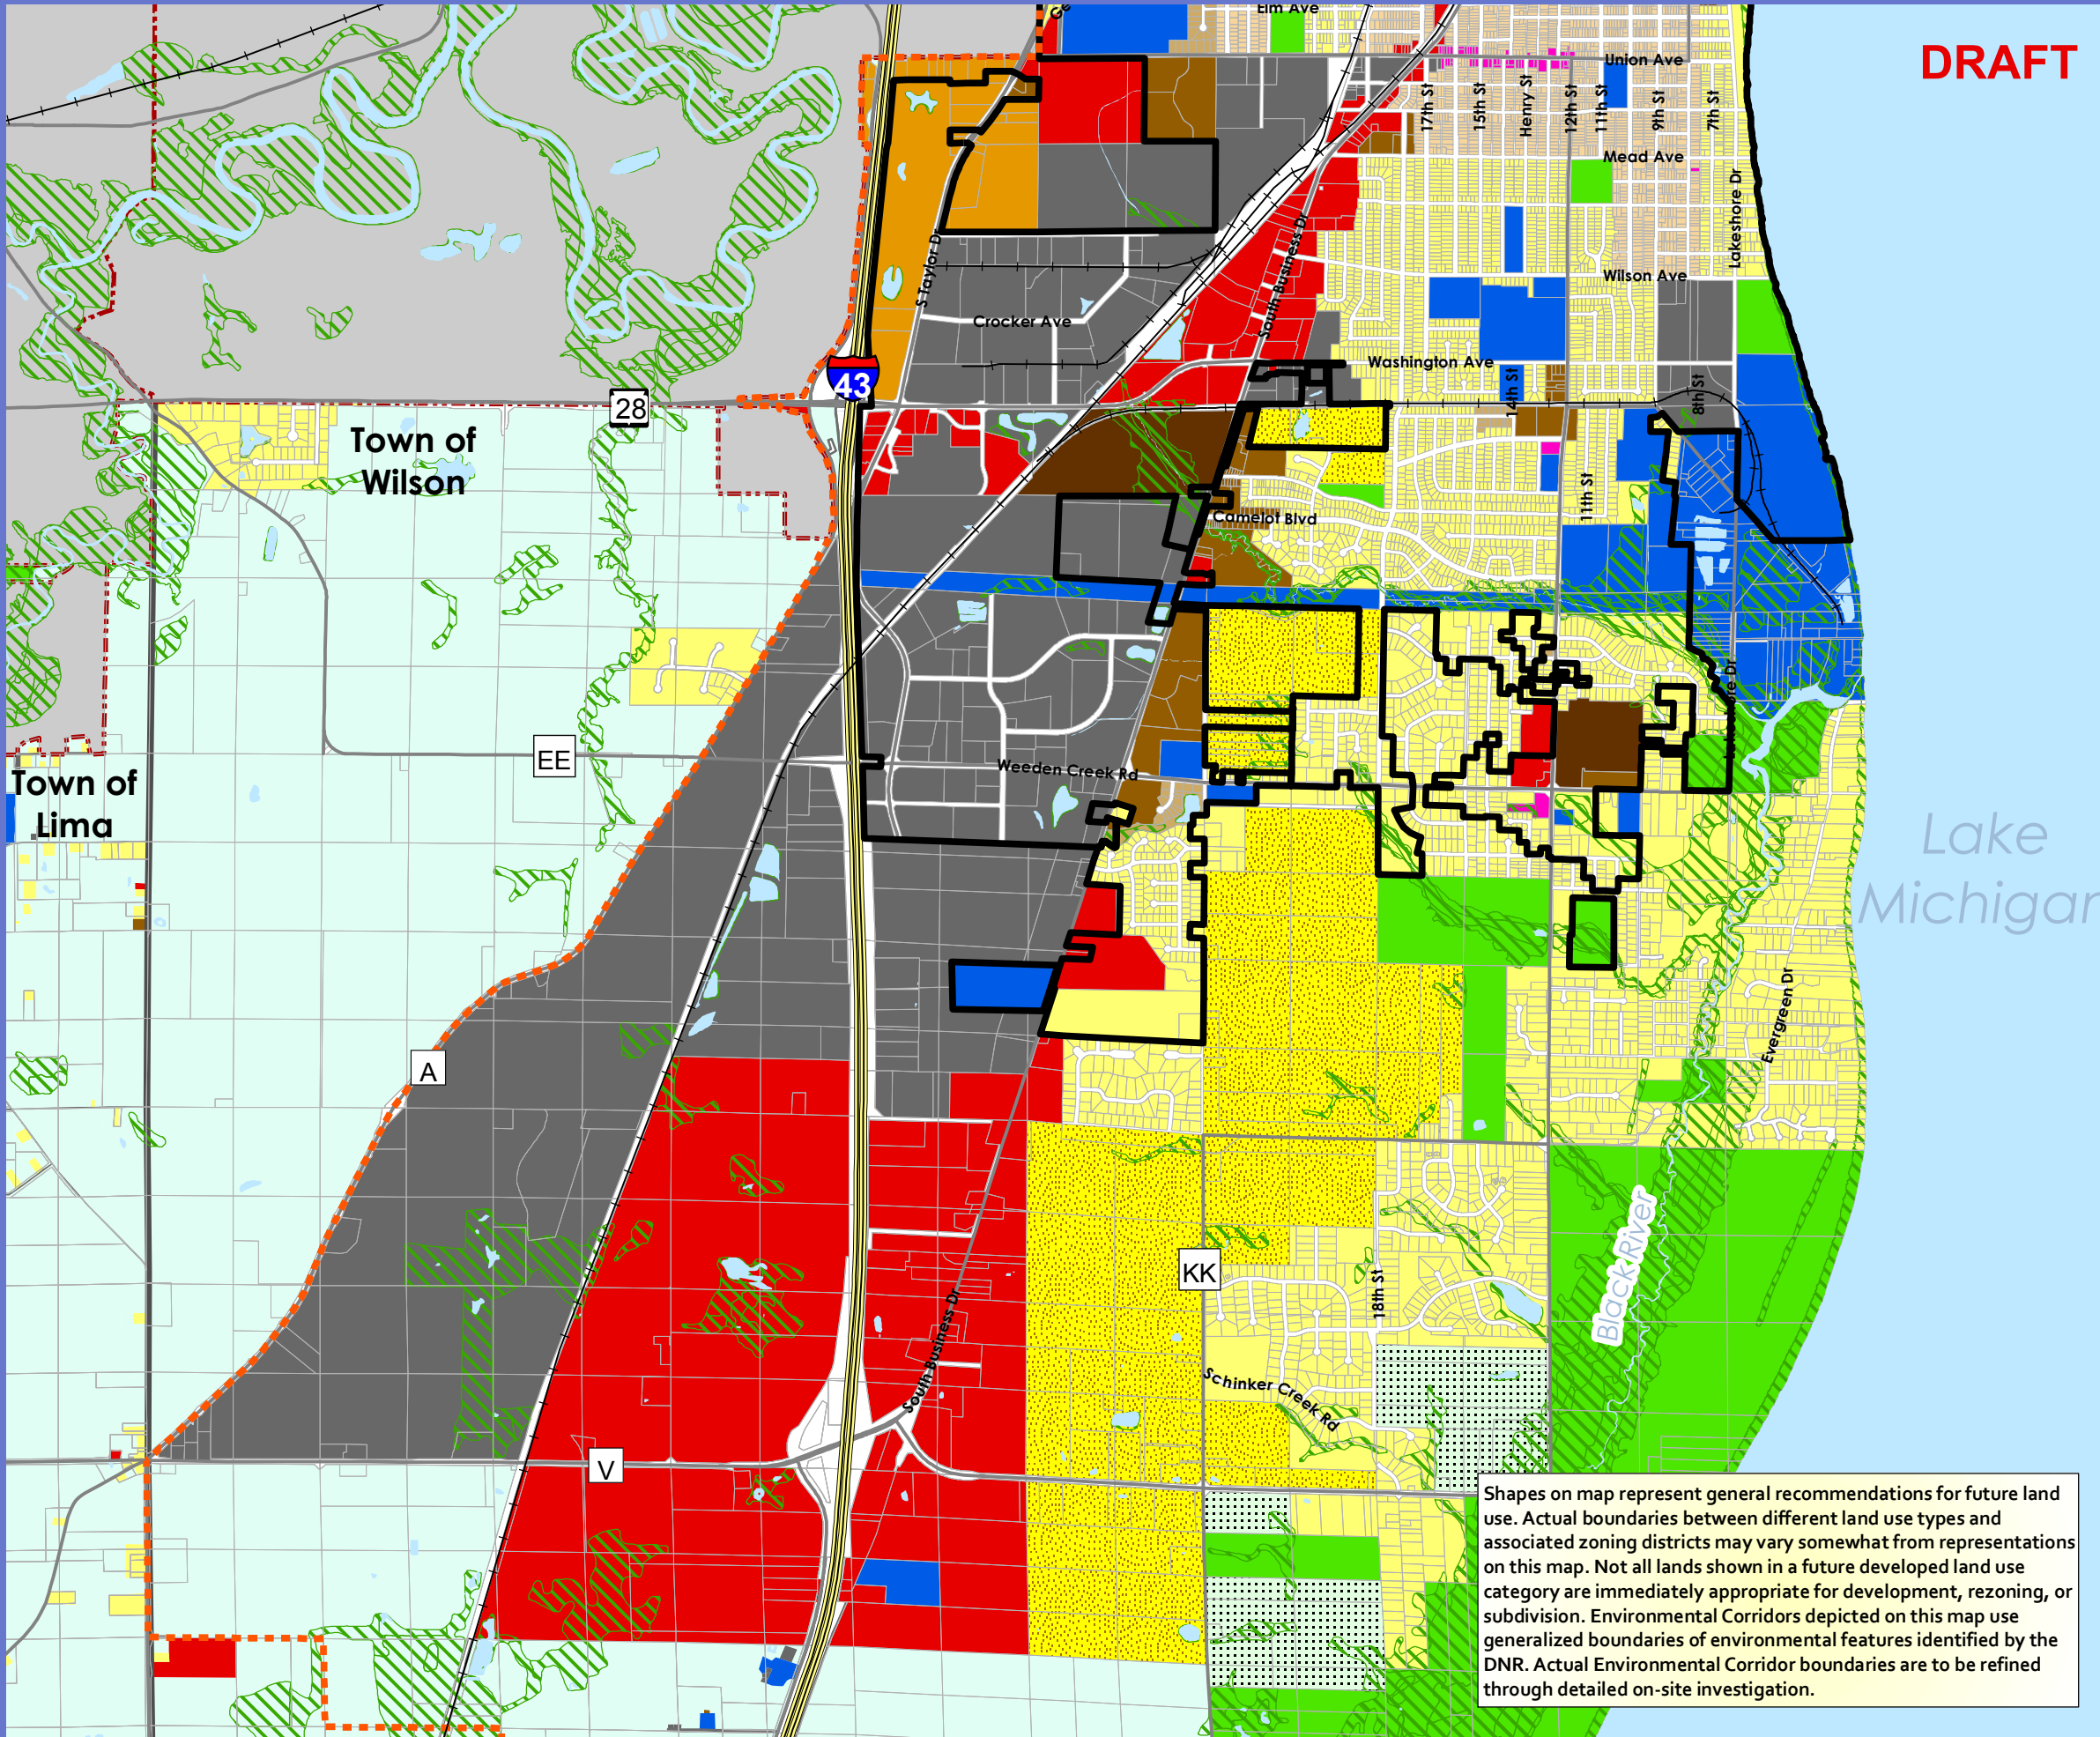 Elm Ave
DRAFT
Union Ave
17th St
15th St
Henry St
12th St
11th St
9th St
7th St
Mead Ave
Lakeshore Dr
Wilson Ave
S Taylor Dr
South Business Dr
Crocker Ave
Washington Ave
43
28
14th St
8th St
Town of
Wilson
11th St
Camelot Blvd
EE
Weeden Creek Rd
Town of
Lima
Lake
Michigan
A
Evergreen Dr
Black River
KK
18th St
South Business Dr
Schinker Creek Rd
V
Shapes on map represent general recommendations for future land
use. Actual boundaries between different land use types and
associated zoning districts may vary somewhat from representations
on this map. Not all lands shown in a future developed land use
category are immediately appropriate for development, rezoning, or
subdivision. Environmental Corridors depicted on this map use
generalized boundaries of environmental features identified by the
DNR. Actual Environmental Corridor boundaries are to be refined
through detailed on-site investigation.